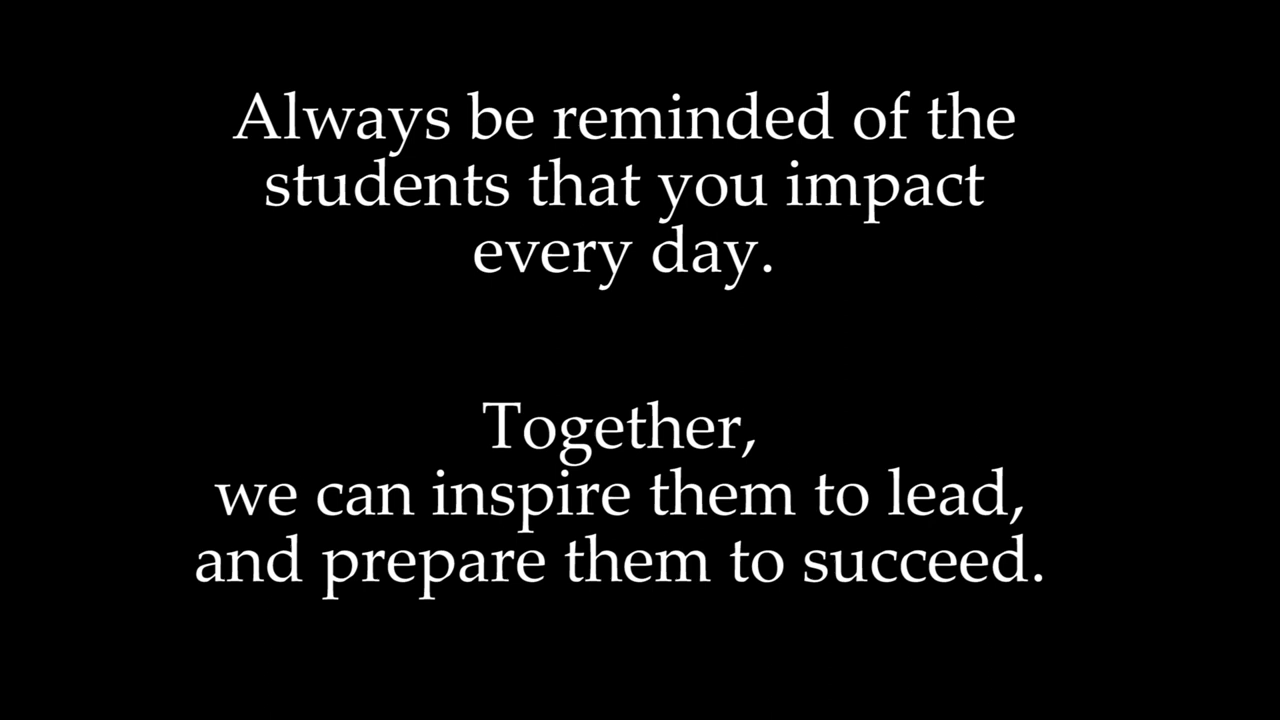 Always be reminded of the
students that you impact
every day.
Together,
we can inspire them to lead,
and prepare them to succeed.